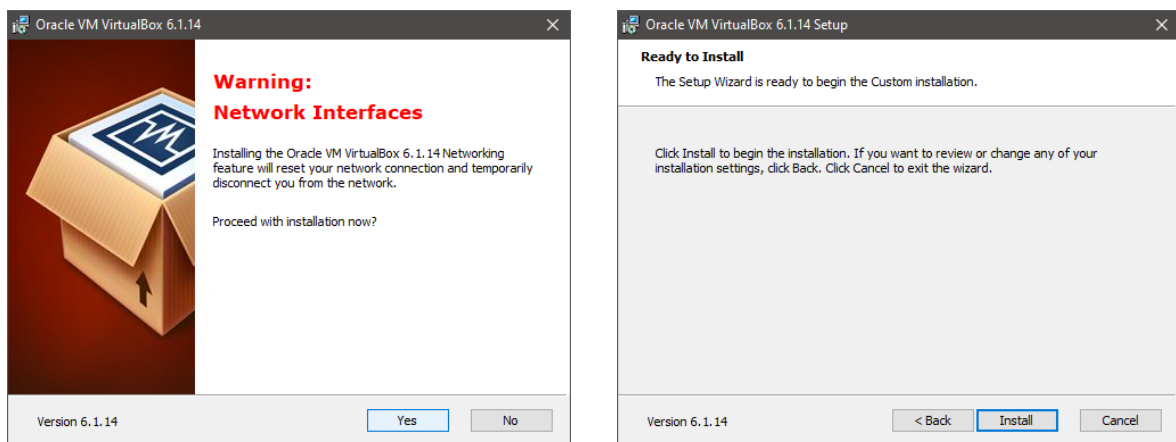 Oracle VM VirtualBox 6.1.14
Warning:
Network Interfaces
Installing the Oracle VM VirtualBox 6.1.14 Networking
feature will reset your network connection and temporarily
disconnect you from the network.
Proceed with installation now?
Version 6.1.14
Yes
No
Oracle VM VirtualBox 6.1.14 Setup
Ready to Install
The Setup Wizard is ready to begin the Custom installation.
Click Install to begin the installation. If you want to review or change any of your
installation settings, click Back. Click Cancel to exit the wizard.
Version 6.1.14
< Back
Install
Cancel